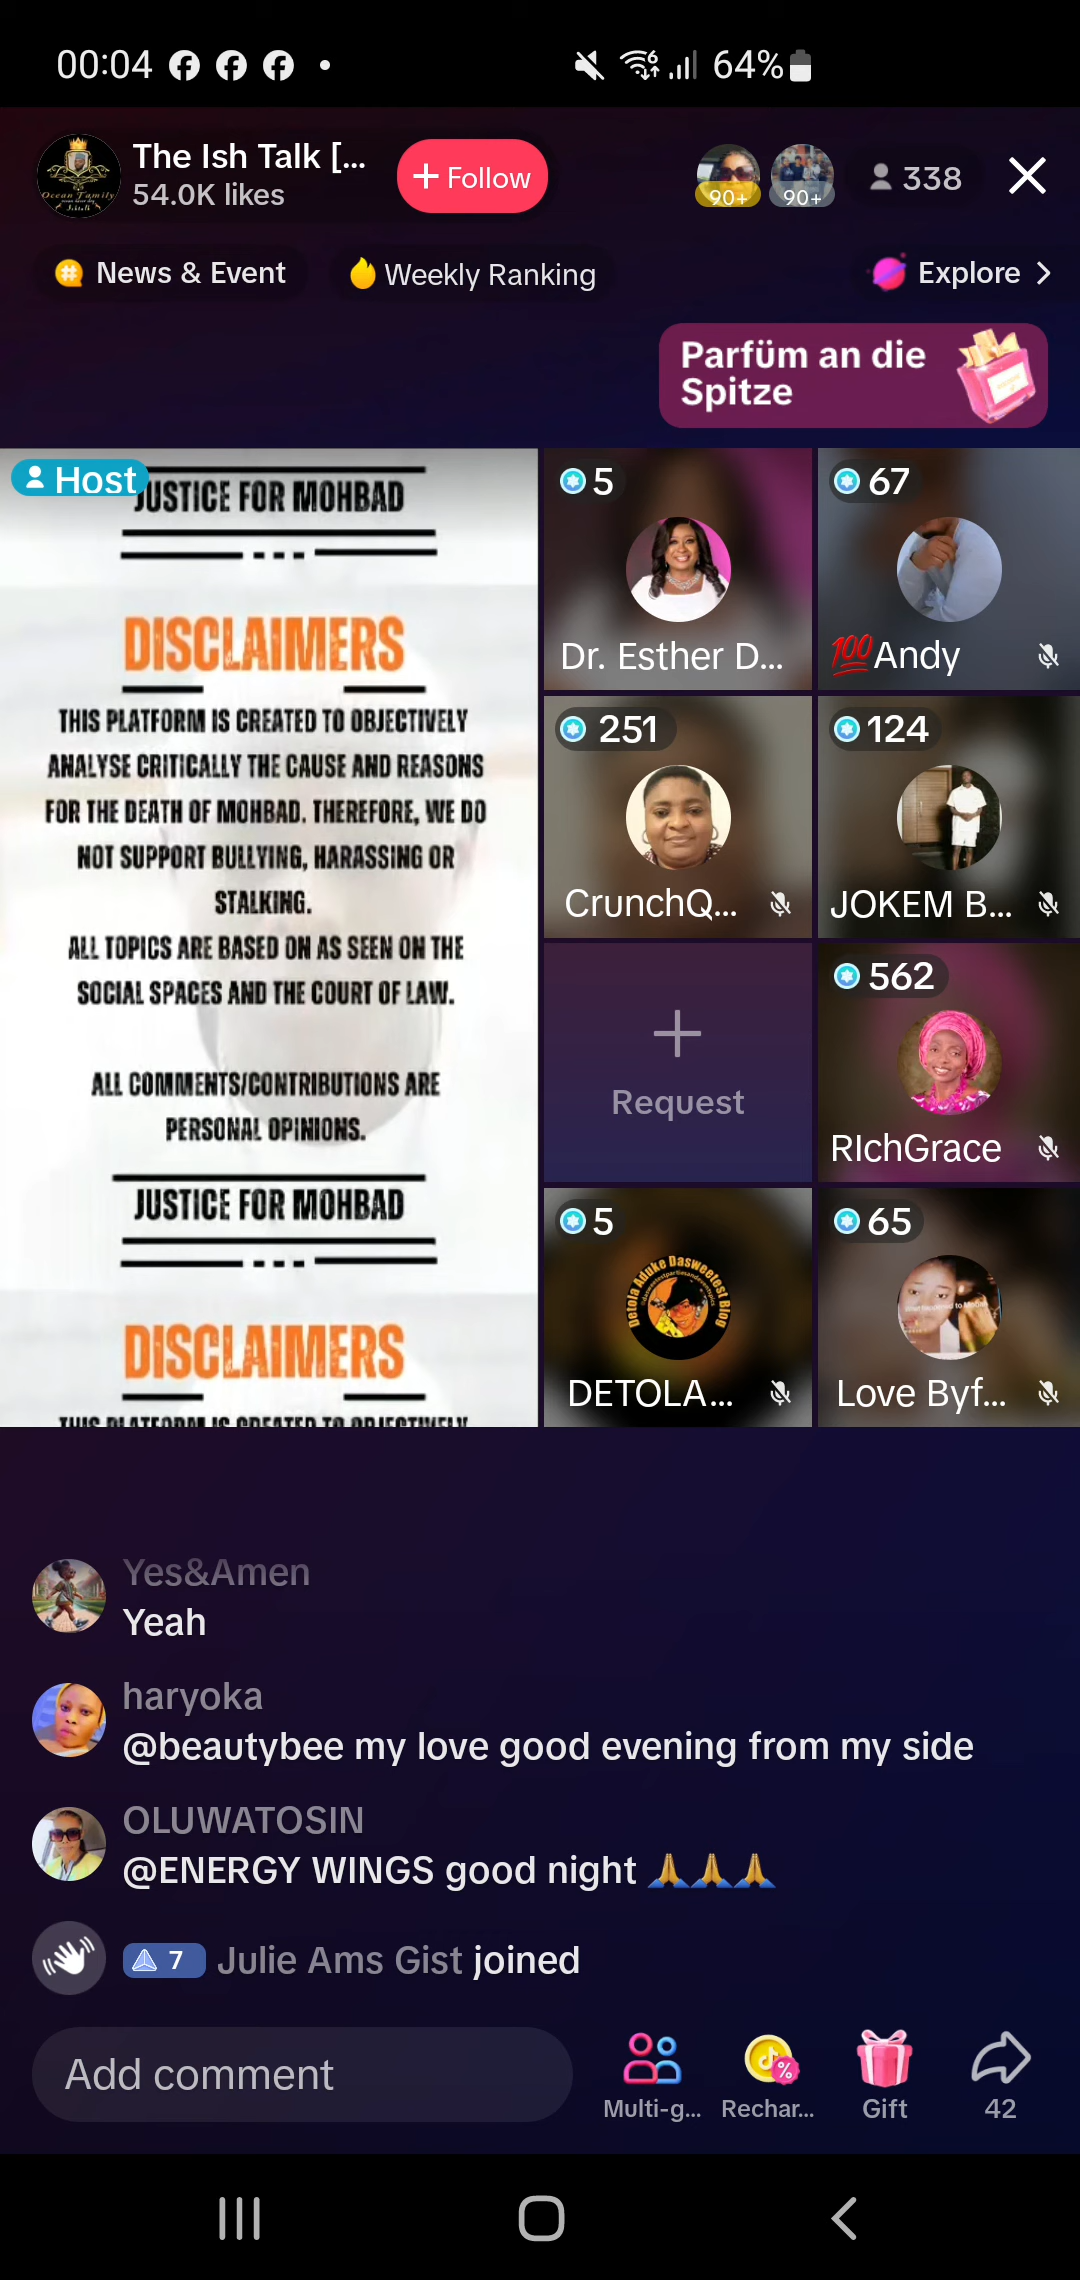 00:04
64%
The Ish Talk [...
54.0K likes
+ Follow
90+
90+
338
News & Event
Weekly Ranking
Explore >
Parfüm an die
Spitze
Host
JUSTICE FOR MOHBAD
DISCLAIMERS
THIS PLATFORM IS CREATED TO OBJECTIVELY
ANALYSE CRITICALLY THE CAUSE AND REASONS
FOR THE DEATH OF MOHBAD. THEREFORE, WE DO
NOT SUPPORT BULLYING, HARASSING OR
STALKING.
ALL TOPICS ARE BASED ON AS SEEN ON THE
SOCIAL SPACES AND THE COURT OF LAW.
ALL COMMENTS/CONTRIBUTIONS ARE
PERSONAL OPINIONS.
JUSTICE FOR MOHBAD
DISCLAIMERS
THIS PLATFORM IS CREATED TO OBJECTIVELY
5
Dr. Esther D...
67
💯Andy
251
CrunchQ...
124
JOKEM B...
+
Request
562
RIchGrace
5
Detola Aduke Dasweetest Blog
DETOLA...
65
Love Byf...
Yes&Amen
Yeah
haryoka
@beautybee my love good evening from my side
OLUWATOSIN
@ENERGY WINGS good night 🙏🙏🙏
7 Julie Ams Gist joined
Add comment
Multi-g...
Rechar...
Gift
42